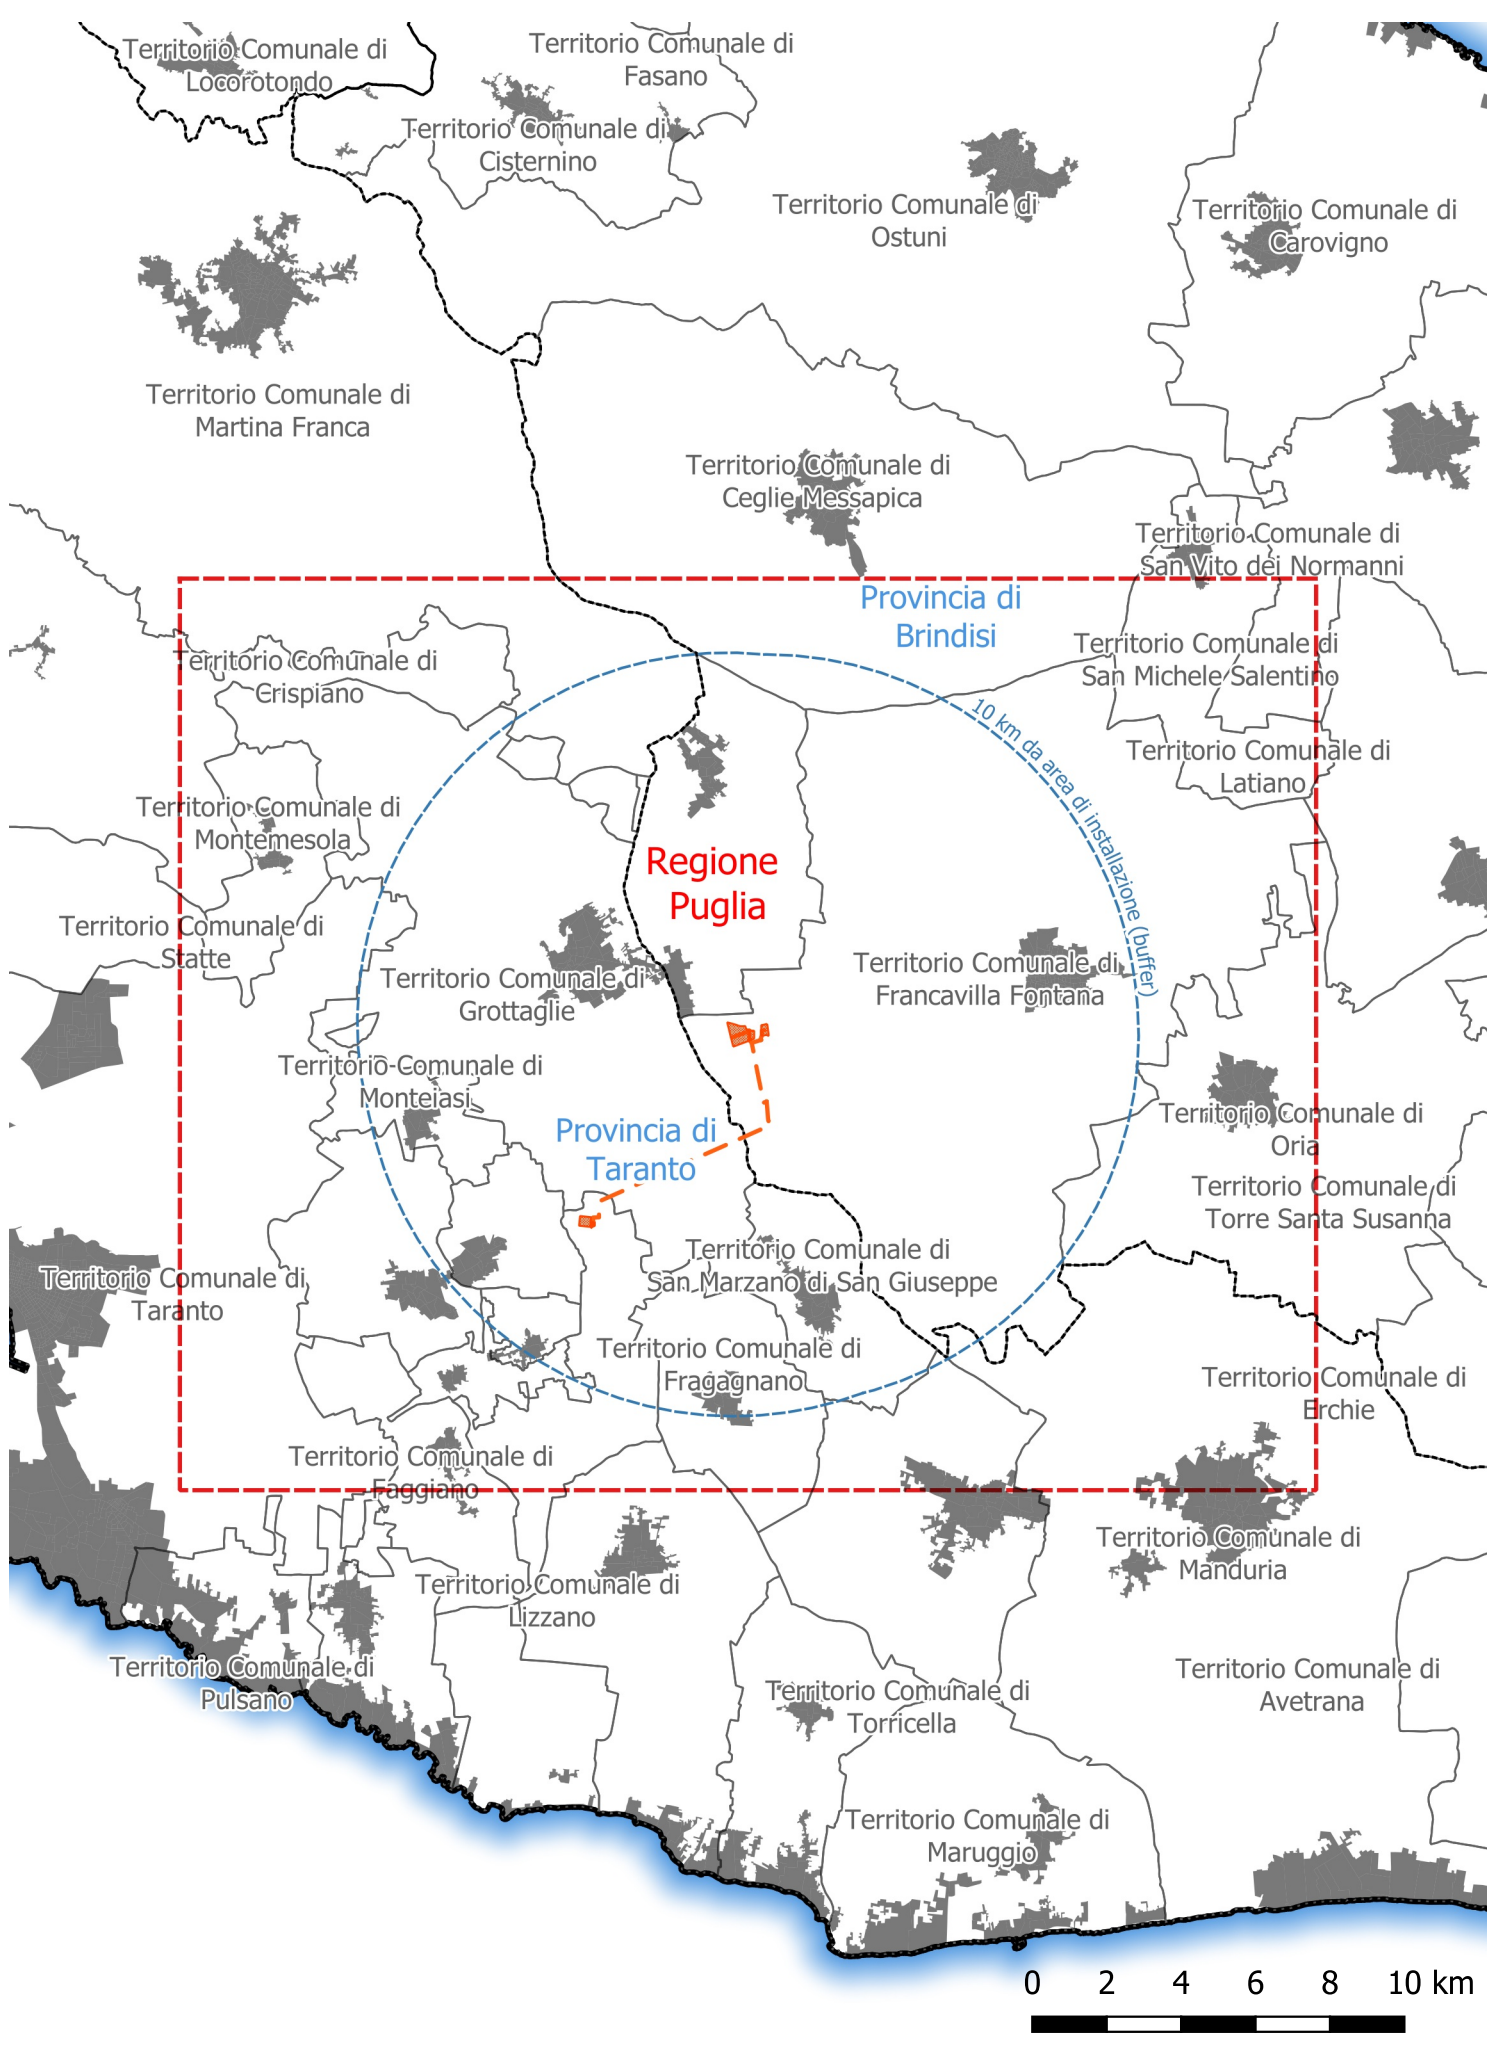 Territorio Comunale di
Locorotondo
Territorio Comunale di
Fasano
Territorio Comunale di
Cisternino
Territorio Comunale di
Ostuni
Territorio Comunale di
Carovigno
Territorio Comunale di
Martina Franca
Territorio Comunale di
Ceglie Messapica
Territorio Comunale di
San Vito dei Normanni
Provincia di
Brindisi
Territorio Comunale di
San Michele Salentino
Territorio Comunale di
Crispiano
10 km da area di installazione (buffer)
Territorio Comunale di
Latiano
Territorio Comunale di
Montemesola
Regione
Puglia
Territorio Comunale di
Statte
Territorio Comunale di
Grottaglie
Territorio Comunale di
Francavilla Fontana
Territorio Comunale di
Monteiasi
Territorio Comunale di
Oria
Provincia di
Taranto
Territorio Comunale di
Torre Santa Susanna
Territorio Comunale di
Taranto
Territorio Comunale di
San Marzano di San Giuseppe
Territorio Comunale di
Fragagnano
Territorio Comunale di
Erchie
Territorio Comunale di
Faggiano
Territorio Comunale di
Manduria
Territorio Comunale di
Lizzano
Territorio Comunale di
Pulsano
Territorio Comunale di
Torricella
Territorio Comunale di
Avetrana
Territorio Comunale di
Maruggio
0 2 4 6 8 10 km